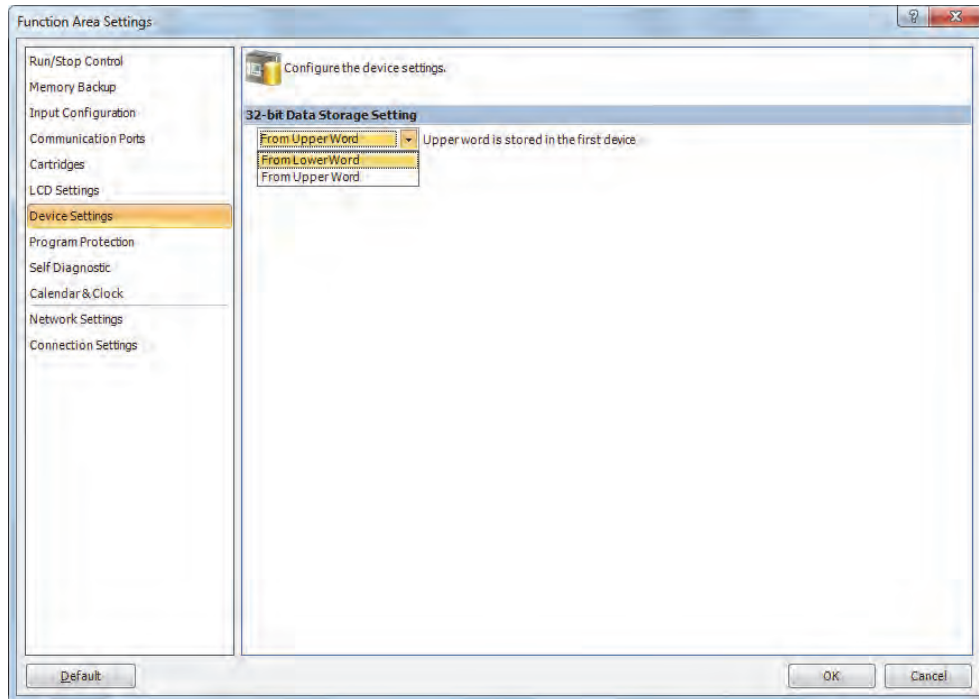 Function Area Settings
Run/Stop Control
Memory Backup
Input Configuration
Communication Ports
Cartridges
LCD Settings
Device Settings
Program Protection
Self Diagnostic
Calendar & Clock
Network Settings
Connection Settings
Configure the device settings.
32-bit Data Storage Setting
From Upper Word Upper word is stored in the first device
From Lower Word
From Upper Word
Default
OK
Cancel